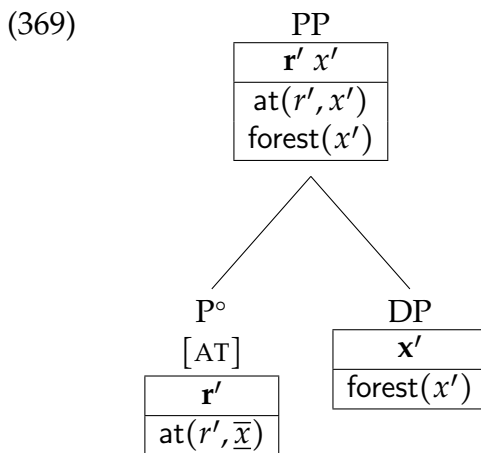 (369) PP
𝐫′ x′
at(r′, x′)
forest(x′)
P° DP
[AT] 𝐱′
𝐫′ forest(x′)
at(r′, x̲̅)